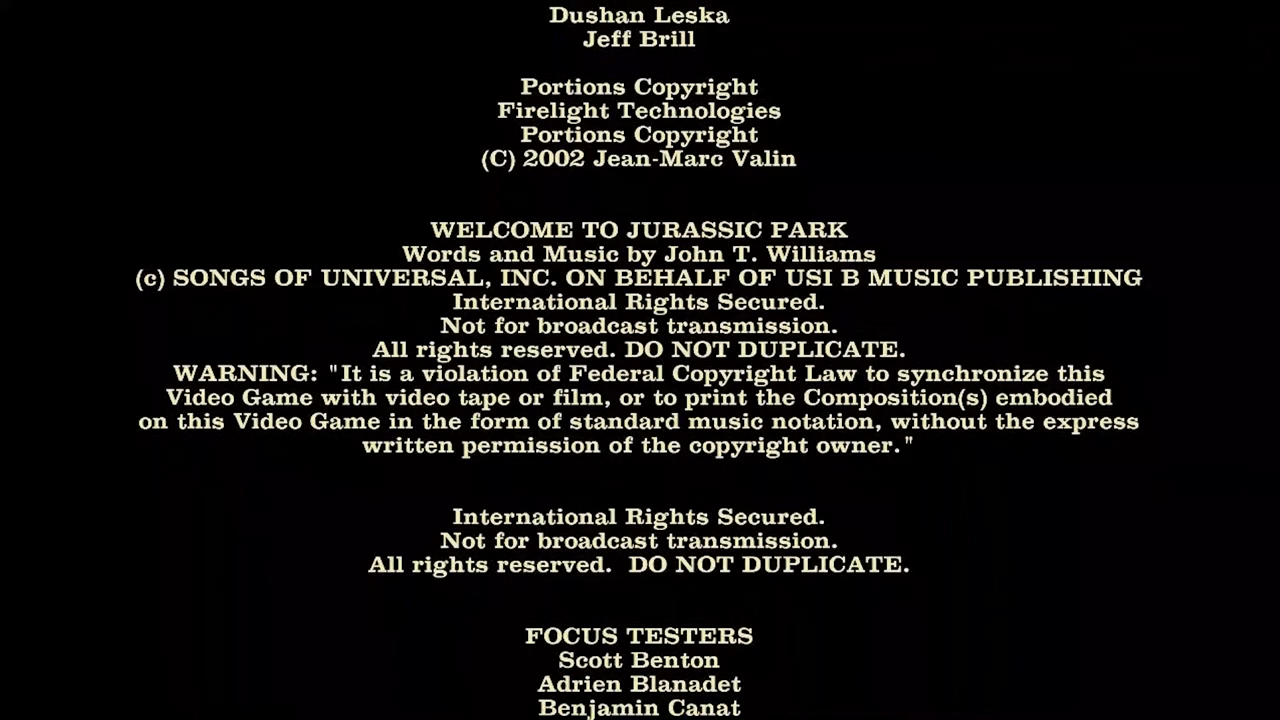 Dushan Leska
Jeff Brill
Portions Copyright
Firelight Technologies
Portions Copyright
(C) 2002 Jean-Marc Valin
WELCOME TO JURASSIC PARK
Words and Music by John T. Williams
(c) SONGS OF UNIVERSAL, INC. ON BEHALF OF USI B MUSIC PUBLISHING
International Rights Secured.
Not for broadcast transmission.
All rights reserved. DO NOT DUPLICATE.
WARNING: "It is a violation of Federal Copyright Law to synchronize this
Video Game with video tape or film, or to print the Composition(s) embodied
on this Video Game in the form of standard music notation, without the express
written permission of the copyright owner."
International Rights Secured.
Not for broadcast transmission.
All rights reserved.  DO NOT DUPLICATE.
FOCUS TESTERS
Scott Benton
Adrien Blanadet
Benjamin Canat